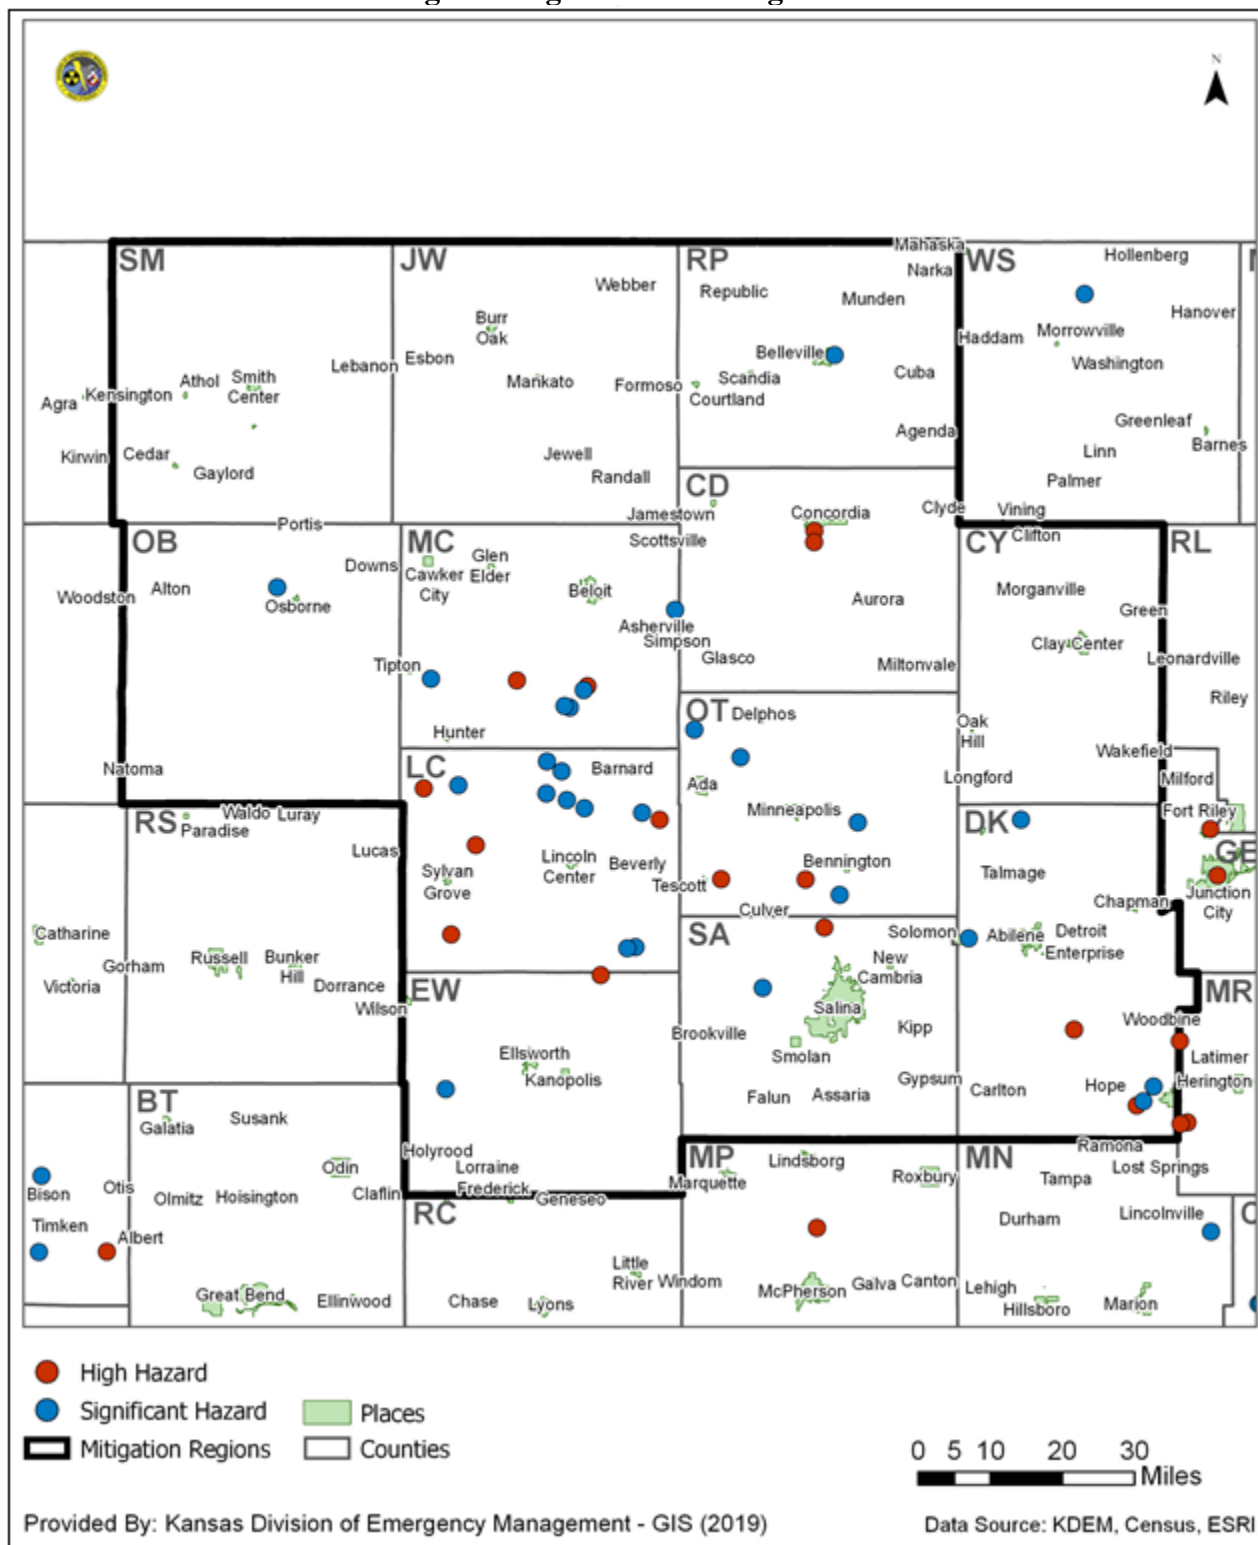 N
Mahaska
SM
JW
RP
WS
Hollenberg
Narka
Webber
Republic
Munden
Hanover
Burr
Oak
Haddam
Morrowville
Belleville
Washington
Lebanon
Esbon
Cuba
Athol
Smith
Center
Mankato
Formoso
Scandia
Courtland
Kensington
Agra
Greenleaf
Agenda
Barnes
Kirwin
Cedar
Jewell
Linn
Gaylord
Randall
Palmer
CD
Jamestown
Concordia
Clyde
Vining
Portis
Clifton
OB
MC
Scottsville
CY
RL
Glen
Elder
Downs
Cawker
City
Alton
Woodston
Beloit
Morganville
Osborne
Aurora
Green
Asherville
Simpson
Clay Center
Glasco
Leonardville
Tipton
Miltonvale
Riley
OT
Delphos
Oak
Hill
Hunter
Wakefield
LC
Barnard
Natoma
Longford
Milford
Ada
RS
Waldo
Luray
Paradise
Minneapolis
DK
Fort Riley
GE
Lucas
Lincoln
Center
Beverly
Bennington
Sylvan
Grove
Talmage
Tescott
Junction
City
Chapman
Culver
Catharine
SA
Solomon
Abilene
Detroit
Enterprise
Russell
Bunker
Hill
Gorham
New
Cambria
Victoria
Dorrance
EW
MR
Wilson
Salina
Woodbine
Brookville
Kipp
Ellsworth
Smolan
Latimer
Kanopolis
Gypsum
Carlton
Hope
Herington
BT
Falun
Assaria
Susank
Galatia
Holyrood
Ramona
MP
Lindsborg
MN
Odin
Lorraine
Lost Springs
Roxbury
Tampa
Marquette
Frederick
Bison
Otis
Olmitz
Hoisington
Claflin
Geneseo
RC
Durham
Lincolnville
Timken
Albert
Little
River
Windom
Great Bend
Ellinwood
Chase
Lyons
McPherson
Galva
Canton
Lehigh
Hillsboro
Marion
High Hazard
Significant Hazard
Places
Mitigation Regions
Counties
0 5 10 20 30
Miles
Provided By: Kansas Division of Emergency Management - GIS (2019)
Data Source: KDEM, Census, ESRI